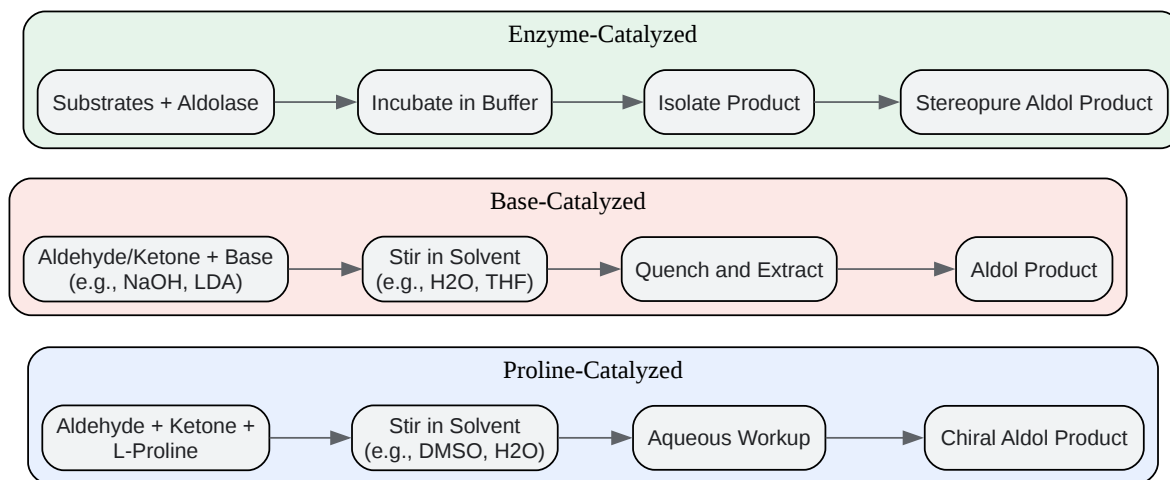 Enzyme-Catalyzed
Substrates + Aldolase
Incubate in Buffer
Isolate Product
Stereopure Aldol Product
Base-Catalyzed
Aldehyde/Ketone + Base
(e.g., NaOH, LDA)
Stir in Solvent
(e.g., H2O, THF)
Quench and Extract
Aldol Product
Proline-Catalyzed
Aldehyde + Ketone +
L-Proline
Stir in Solvent
(e.g., DMSO, H2O)
Aqueous Workup
Chiral Aldol Product